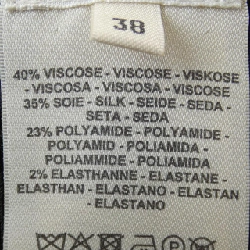 38
40% VISCOSE - VISCOSE - VISKOSE
- VISCOSA - VISCOSA - VISCOSE
36% SOIE - SILK - SEIDE - SEDA -
SETA - SEDA
23% POLYAMIDE - POLYAMIDE -
POLYAMID - POLIAMIDA -
POLIAMMIDE - POLIAMIDA
2% ELASTHANNE - ELASTANE -
ELASTHAN - ELASTANO - ELASTAN
- ELASTANO